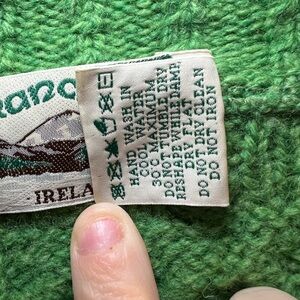 IRELA
HAND WASH IN
COOL WATER
30°C MAXIMUM
DO NOT TUMBLE DRY
RESHAPE WHILE DAMP
DRY FLAT
DO NOT DRY CLEAN
DO NOT IRON